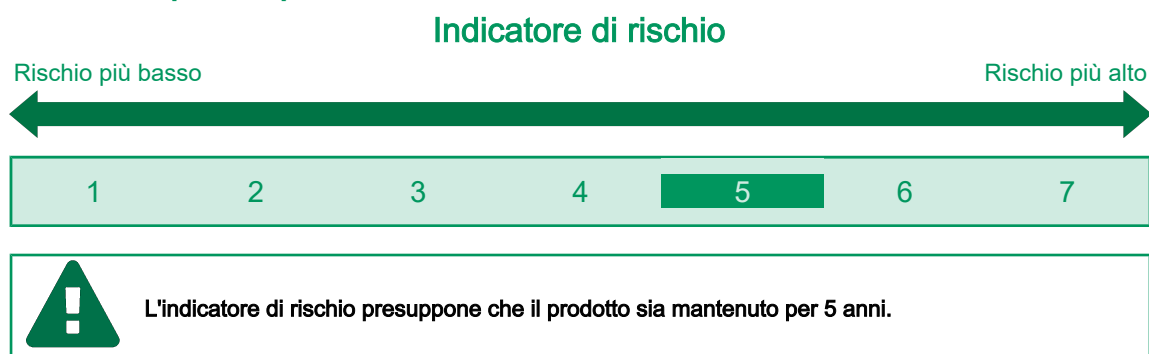 Indicatore di rischio
Rischio più basso Rischio più alto
1 2 3 4 5 6 7
L'indicatore di rischio presuppone che il prodotto sia mantenuto per 5 anni.